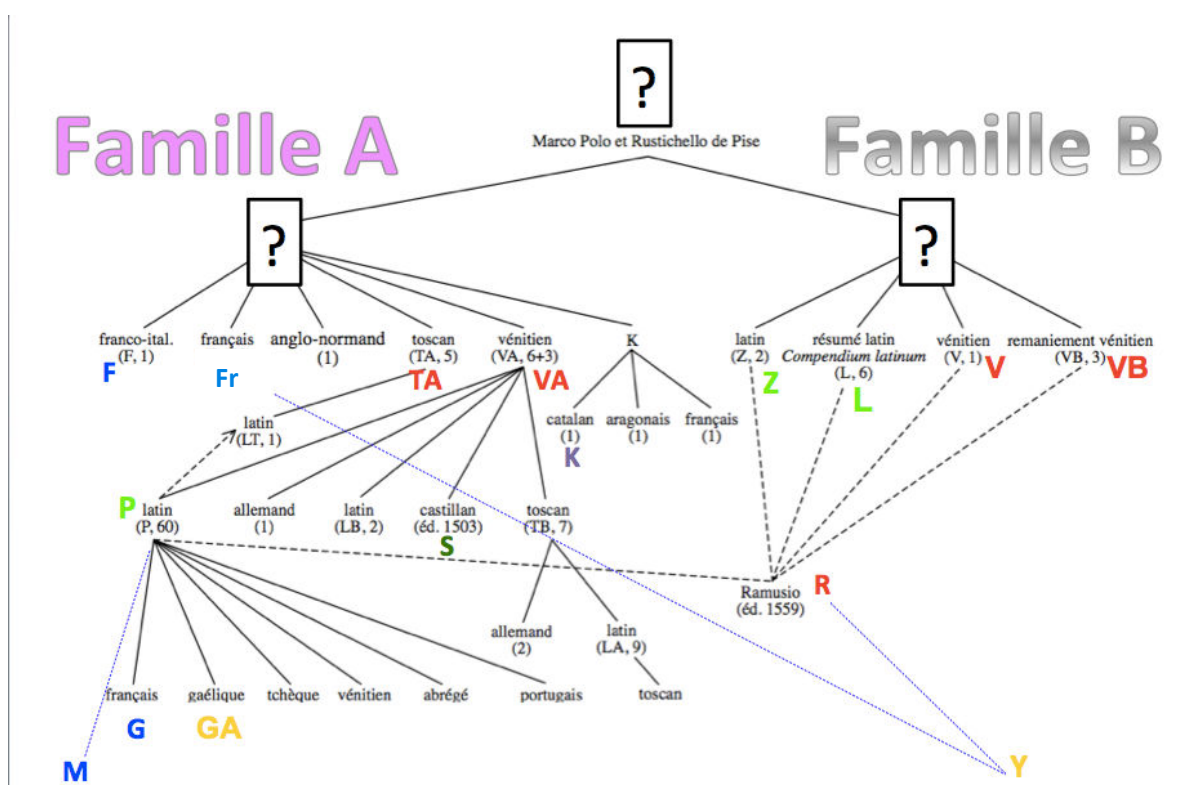 ?
Marco Polo et Rustichello de Pise
Famille A
Famille B
?
?
franco-ital.
(F, 1)
F
français
Fr
anglo-normand
(1)
toscan
(TA, 5)
TA
vénitien
(VA, 6+3)
VA
K
latin
(Z, 2)
Z
résumé latin
Compendium latinum
(L, 6)
L
vénitien
(V, 1)
V
remaniement vénitien
(VB, 3)
VB
latin
(LT, 1)
catalan
(1)
K
aragonais
(1)
français
(1)
P
latin
(P, 60)
allemand
(1)
latin
(LB, 2)
castillan
(éd. 1503)
S
toscan
(TB, 7)
Ramusio
(éd. 1559)
R
allemand
(2)
latin
(LA, 9)
français
G
gaélique
GA
tchèque
vénitien
abrégé
portugais
toscan
M
Y